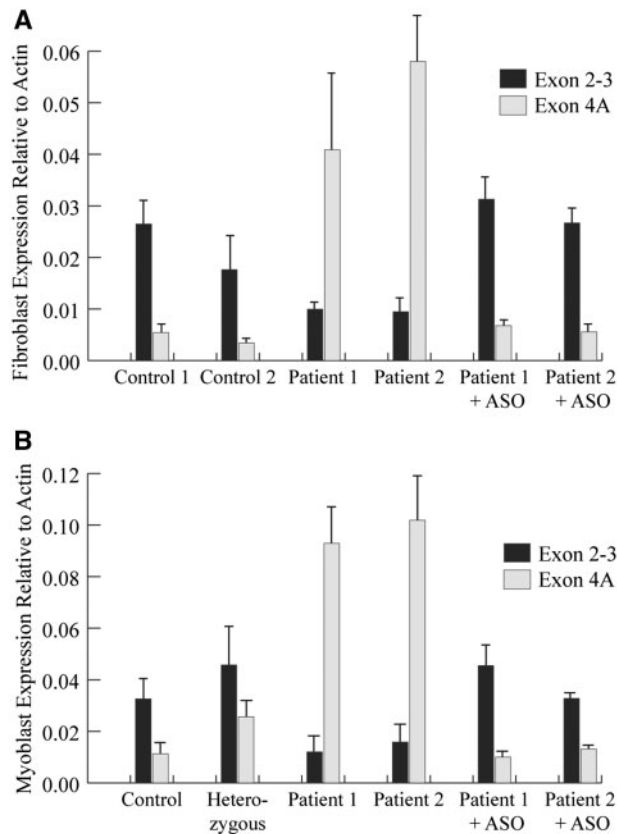 A
Fibroblast Expression Relative to Actin
0.06
0.06
0.04
0.03
0.02
0.01
0.00
Exon 2-3
Exon 4A
Control 1
Control 2
Patient 1
Patient 2
Patient 1
+ ASO
Patient 2
+ ASO
B
Myoblast Expression Relative to Actin
0.12
0.10
0.08
0.06
0.04
0.02
0.00
Exon 2-3
Exon 4A
Control
Hetero-
zygous
Patient 1
Patient 2
Patient 1
+ ASO
Patient 2
+ ASO